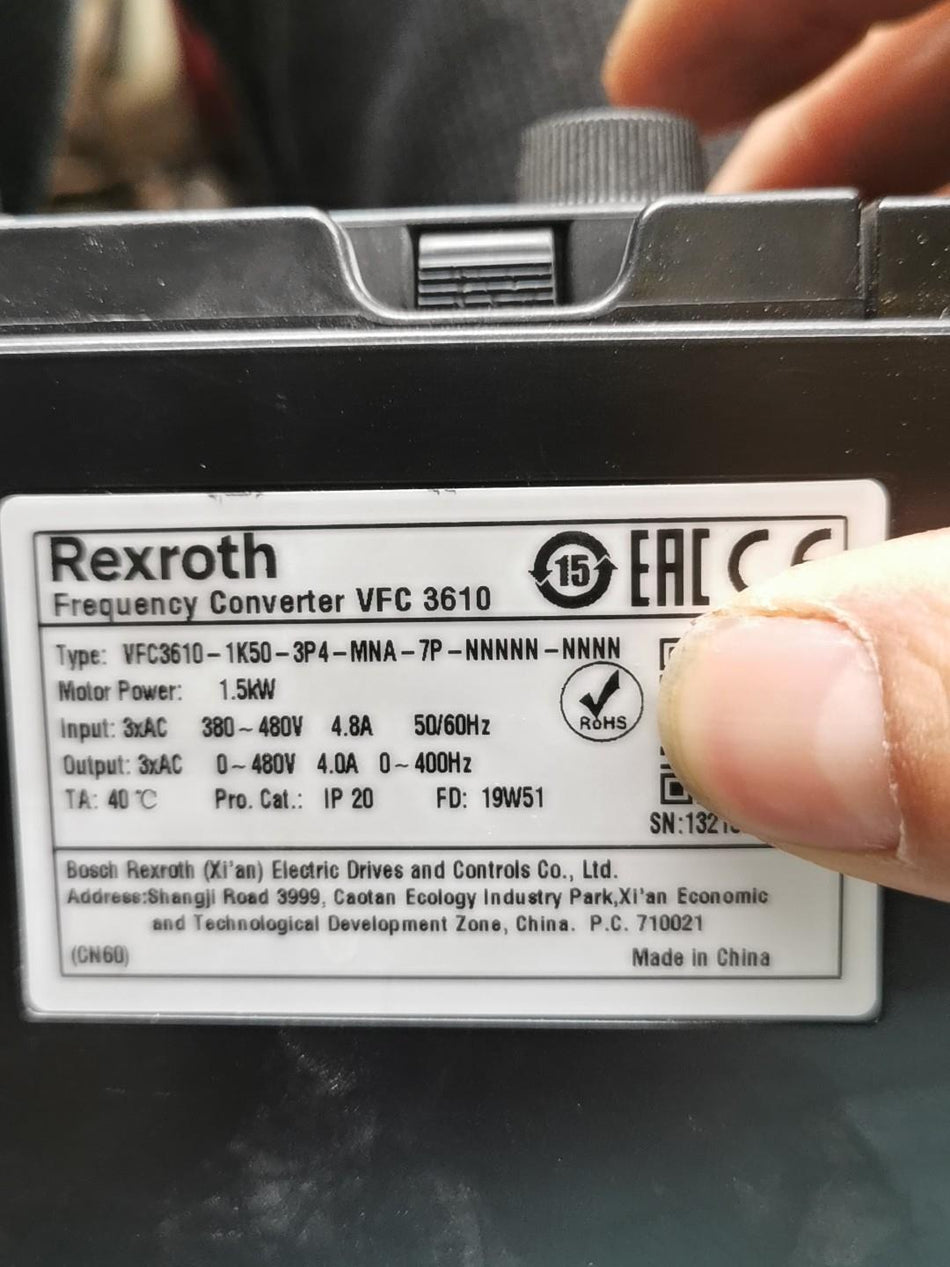 Rexroth
Frequency Converter VFC 3610
15 EAC CE
Type: VFC3610-1K50-3P4-MNA-7P-NNNNN-NNNN
Motor Power: 1.5kW
RoHS
Input: 3xAC 380~480V 4.8A 50/60Hz
Output: 3xAC 0~480V 4.0A 0~400Hz
TA: 40℃ Pro. Cat.: IP 20 FD: 19W51
SN:
Bosch Rexroth (Xi'an) Electric Drives and Controls Co., Ltd.
Address:Shangji Road 3999, Caotan Ecology Industry Park,Xi'an Economic
and Technological Development Zone, China. P.C. 710021
(CN60) Made in China